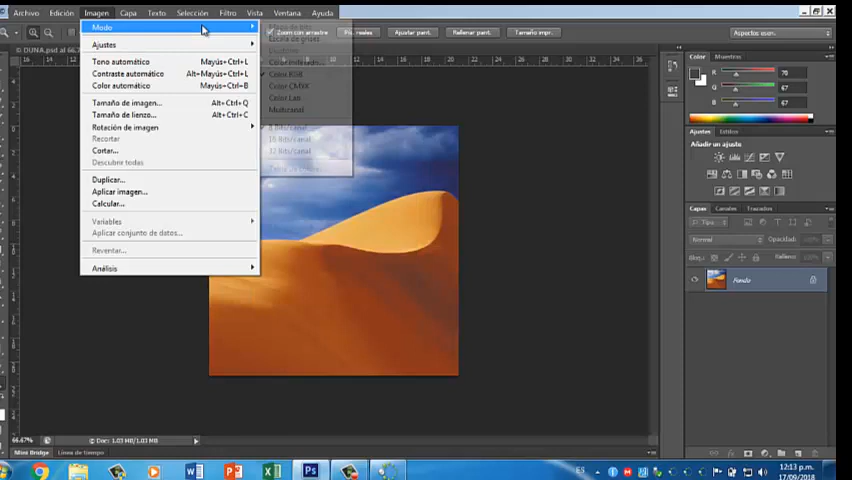 Archivo Edición Imagen Capa Texto Selección Filtro Vista Ventana Ayuda
Zoom con arrastre Píx. reales Ajustar pant. Rellenar pant. Tamaño impr. Aspectos esen...
DUNA.psd al 66.
Modo
Ajustes
Tono automático Mayús+Ctrl+L
Contraste automático Alt+Mayús+Ctrl+L
Color automático Mayús+Ctrl+B
Tamaño de imagen... Alt+Ctrl+Q
Tamaño de lienzo... Alt+Ctrl+C
Rotación de imagen
Recortar
Cortar...
Descubrir todas
Duplicar...
Aplicar imagen...
Calcular...
Variables
Aplicar conjunto de datos...
Reventar...
Análisis
Escala de grises
Color RGB
Color CMYK
Color Lab
Multicanal
8 Bits/canal
16 Bits/canal
32 Bits/canal
Color Muestras
R 70
G 67
B 67
Ajustes Estilos
Añadir un ajuste
Capas Canales Trazados
Tipo
Normal Opacidad:
Bloq.: Relleno:
Fondo
66.67% Doc: 1.03 MB/1.03 MB
Mini Bridge Línea de tiempo
ES 12:13 p.m.
17/09/2018